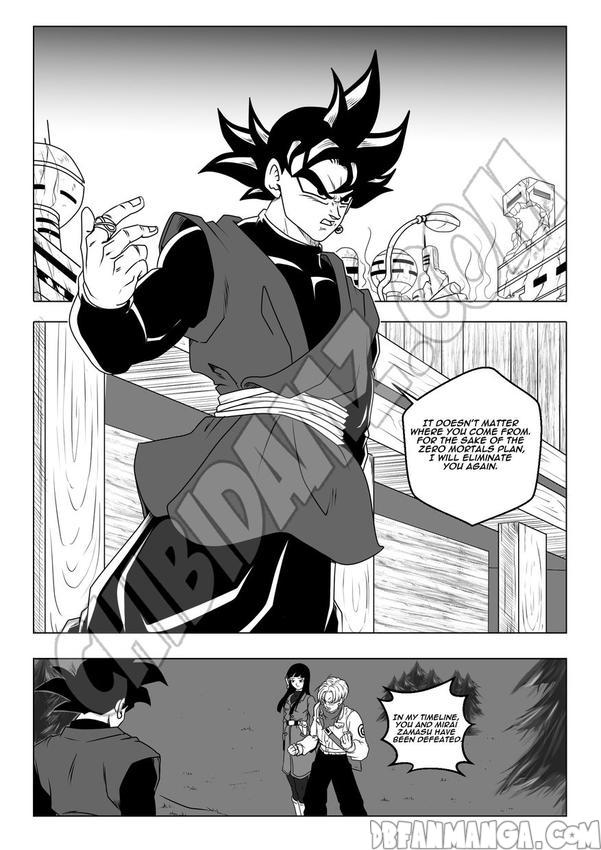 IT DOESN'T MATTER
WHERE YOU COME FROM.
FOR THE SAKE OF THE
ZERO MORTALS PLAN,
I WILL ELIMINATE
YOU AGAIN.
IN MY TIMELINE,
YOU AND MIRAI
ZAMASU HAVE
BEEN DEFEATED.
CHIBIDAMZ.COM
DBFANMANGA.COM